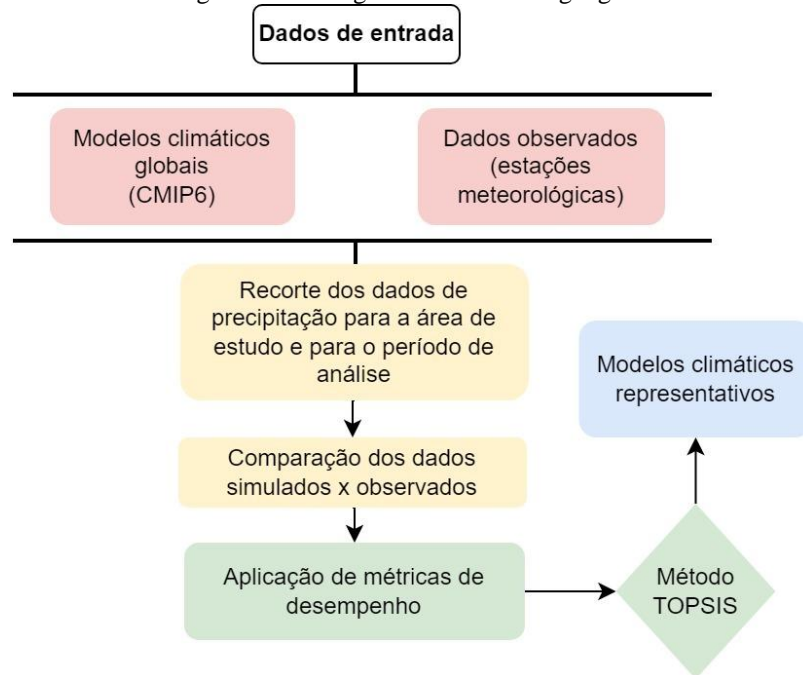 Dados de entrada
Modelos climáticos
globais
(CMIP6)
Dados observados
(estações
meteorológicas)
Recorte dos dados de
precipitação para a área de
estudo e para o período de
análise
Modelos climáticos
representativos
Comparação dos dados
simulados x observados
Aplicação de métricas de
desempenho
Método
TOPSIS